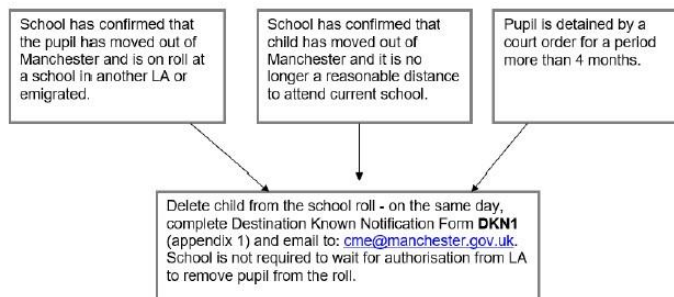 School has confirmed that
the pupil has moved out of
Manchester and is on roll at
a school in another LA or
emigrated.
School has confirmed that
child has moved out of
Manchester and it is no
longer a reasonable distance
to attend current school.
Pupil is detained by a
court order for a period
more than 4 months.
Delete child from the school roll - on the same day,
complete Destination Known Notification Form DKN1
(appendix 1) and email to: cme@manchester.gov.uk.
School is not required to wait for authorisation from LA
to remove pupil from the roll.